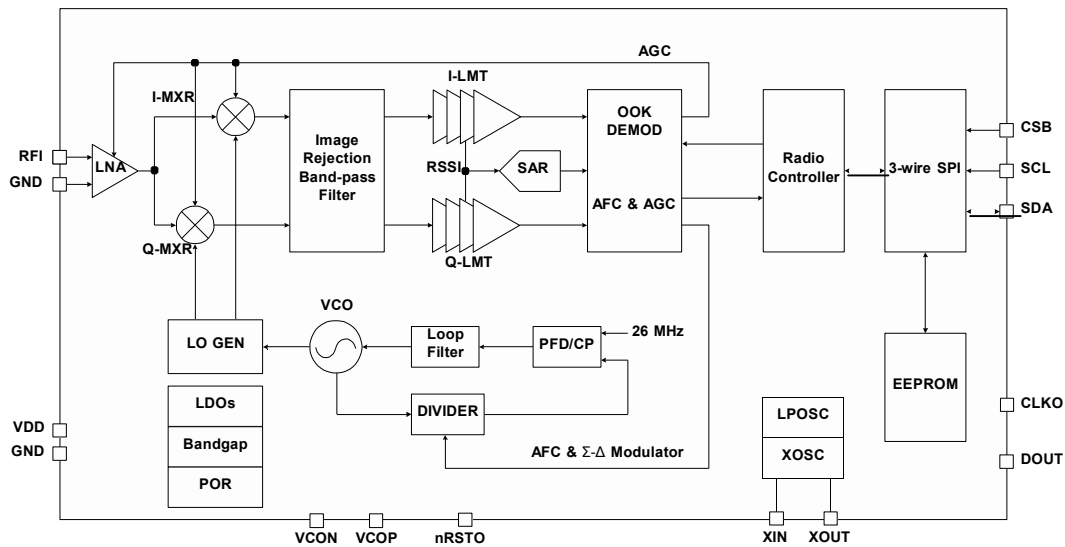 AGC
I-LMT
I-MXR
OOK
DEMOD
CSB
Image
Rejection
Band-pass
Filter
RFI
LNA
RSSI
SAR
Radio
Controller
3-wire SPI
SCL
GND
AFC & AGC
SDA
Q-MXR
Q-LMT
VCO
LO GEN
Loop
Filter
PFD/CP
26 MHz
EEPROM
LDOs
DIVIDER
LPOSC
CLKO
VDD
Bandgap
GND
AFC & Σ-Δ Modulator
XOSC
DOUT
POR
VCON
VCOP
nRSTO
XIN
XOUT